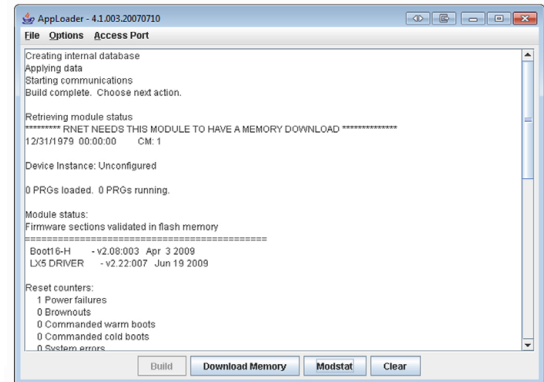 AppLoader - 4.1.003.20070710
File Options Access Port
Creating internal database
Applying data
Starting communications
Build complete. Choose next action.
Retrieving module status
********* RNET NEEDS THIS MODULE TO HAVE A MEMORY DOWNLOAD **************
12/31/1979 00:00:00 CM: 1
Device Instance: Unconfigured
0 PRGs loaded. 0 PRGs running.
Module status:
Firmware sections validated in flash memory
============================================
Boot16-H - v2.08:003 Apr 3 2009
LX5 DRIVER - v2.22:007 Jun 19 2009
Reset counters:
1 Power failures
0 Brownouts
0 Commanded warm boots
0 Commanded cold boots
0 System errors
Build Download Memory Modstat Clear